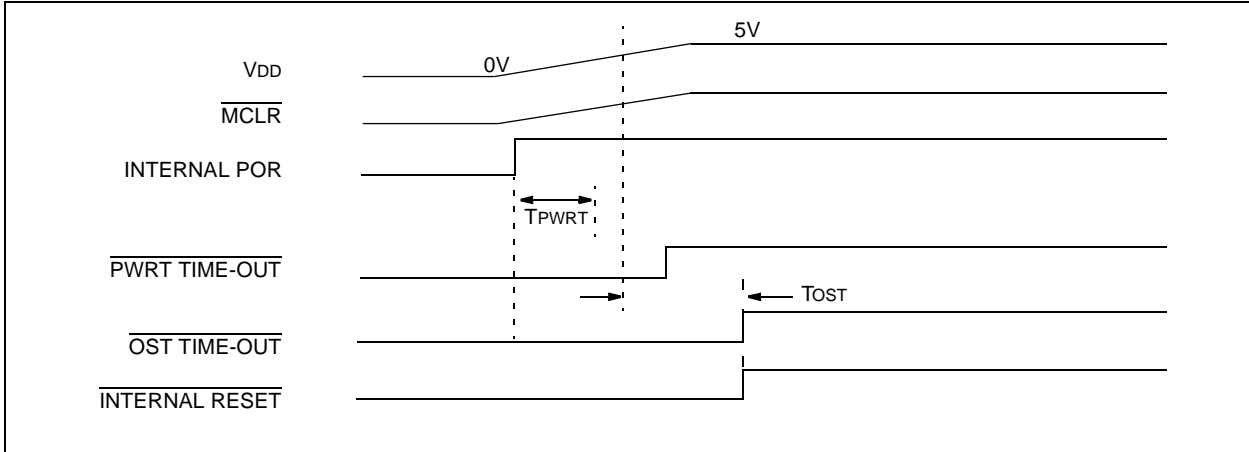 5V
0V
VDD
MCLR
INTERNAL POR
TPWRT
PWRT TIME-OUT
TOST
OST TIME-OUT
INTERNAL RESET